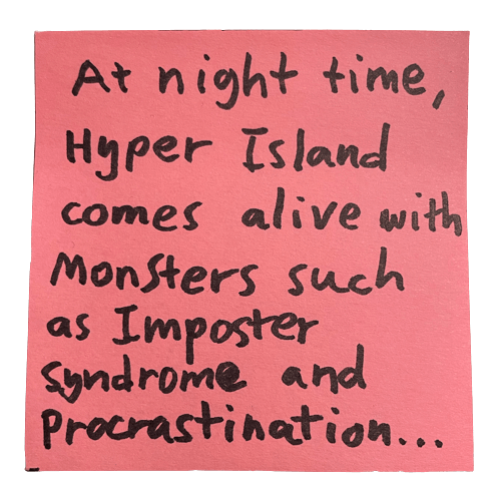 At night time,
Hyper Island
comes alive with
Monsters such
as Imposter
syndrome and
Procrastination...